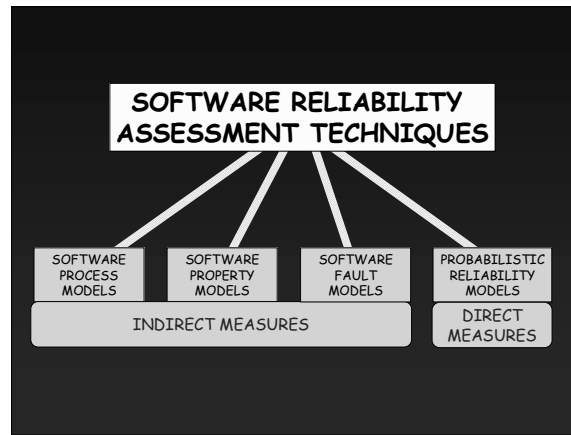 SOFTWARE RELIABILITY
ASSESSMENT TECHNIQUES
SOFTWARE
PROCESS
MODELS
SOFTWARE
PROPERTY
MODELS
SOFTWARE
FAULT
MODELS
PROBABILISTIC
RELIABILITY
MODELS
INDIRECT MEASURES
DIRECT
MEASURES